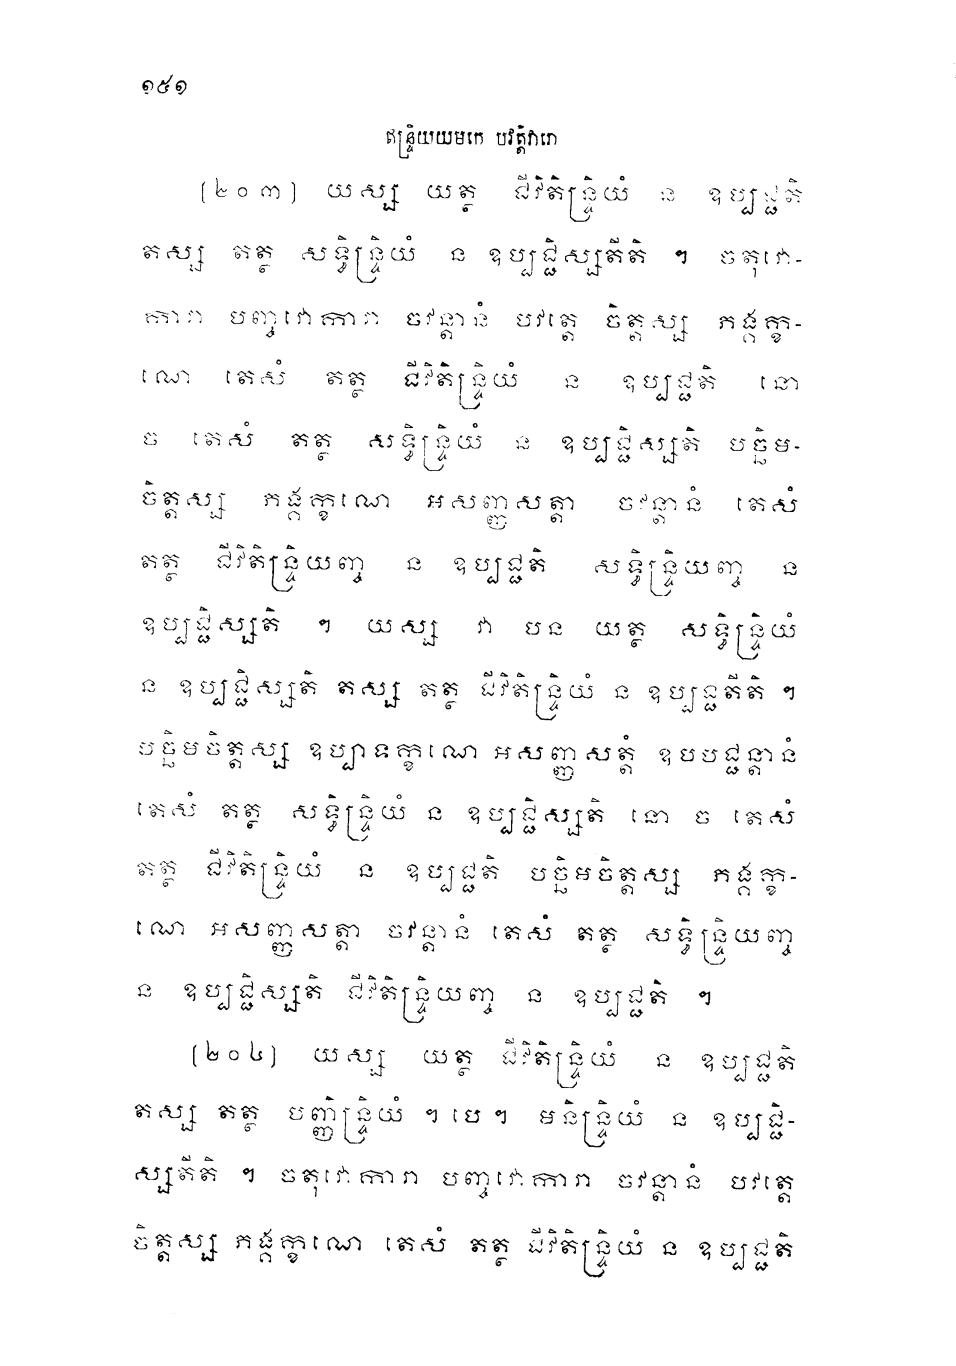 ១៥១
ឥន្ទ្រិយយមកេ បវត្តិវារោ
(២០៣) យស្ស យត្ថ ជីវិតិន្ទ្រិយំ ន ឧប្បជ្ជតិ
តស្ស តត្ថ សទ្ធិន្ទ្រិយំ ន ឧប្បជ្ជិស្សតីតិ ។ ចតុវោ-
ការា បញ្ចវោការា ចវន្តានំ បវត្តេ ចិត្តស្ស ភង្គក្ខ-
ណេ តេសំ តត្ថ ជីវិតិន្ទ្រិយំ ន ឧប្បជ្ជតិ នោ
ច តេសំ តត្ថ សទ្ធិន្ទ្រិយំ ន ឧប្បជ្ជិស្សតិ បច្ឆិម-
ចិត្តស្ស ភង្គក្ខណេ អសញ្ញសត្តា ចវន្តានំ តេសំ
តត្ថ ជីវិតិន្ទ្រិយញ្ច ន ឧប្បជ្ជតិ សទ្ធិន្ទ្រិយញ្ច ន
ឧប្បជ្ជិស្សតិ ។ យស្ស វា បន យត្ថ សទ្ធិន្ទ្រិយំ
ន ឧប្បជ្ជិស្សតិ តស្ស តត្ថ ជីវិតិន្ទ្រិយំ ន ឧប្បជ្ជតីតិ ។
បច្ឆិមចិត្តស្ស ឧប្បាទក្ខណេ អសញ្ញសត្តំ ឧបបជ្ជន្តានំ
តេសំ តត្ថ សទ្ធិន្ទ្រិយំ ន ឧប្បជ្ជិស្សតិ នោ ច តេសំ
តត្ថ ជីវិតិន្ទ្រិយំ ន ឧប្បជ្ជតិ បច្ឆិមចិត្តស្ស ភង្គក្ខ-
ណេ អសញ្ញសត្តា ចវន្តានំ តេសំ តត្ថ សទ្ធិន្ទ្រិយញ្ច
ន ឧប្បជ្ជិស្សតិ ជីវិតិន្ទ្រិយញ្ច ន ឧប្បជ្ជតិ ។
(២០៤) យស្ស យត្ថ ជីវិតិន្ទ្រិយំ ន ឧប្បជ្ជតិ
តស្ស តត្ថ បញ្ញិន្ទ្រិយំ ។ បេ ។ មនិន្ទ្រិយំ ន ឧប្បជ្ជិ-
ស្សតីតិ ។ ចតុវោការា បញ្ចវោការា ចវន្តានំ បវត្តេ
ចិត្តស្ស ភង្គក្ខណេ តេសំ តត្ថ ជីវិតិន្ទ្រិយំ ន ឧប្បជ្ជតិ